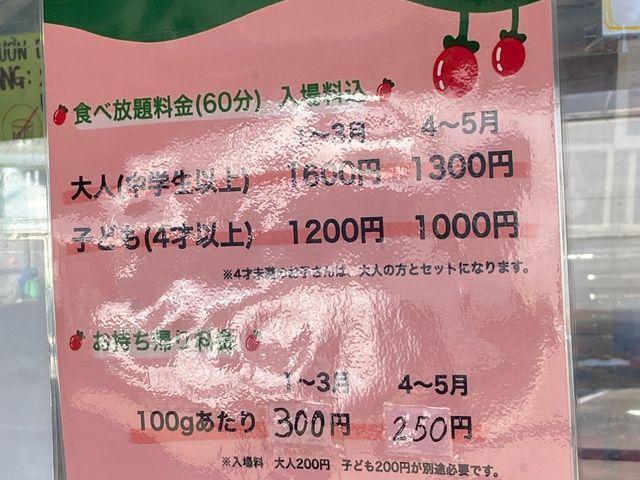 ƯỜN
NG:
食べ放題料金(60分) 入場料込
1〜3月 4〜5月
大人(中学生以上) 1600円 1300円
子ども(4才以上) 1200円 1000円
※4才未満のお子さんは、大人の方とセットになります。
お持ち帰り料金
1〜3月 4〜5月
100gあたり 300円 250円
※入場料 大人200円 子ども200円が別途必要です。